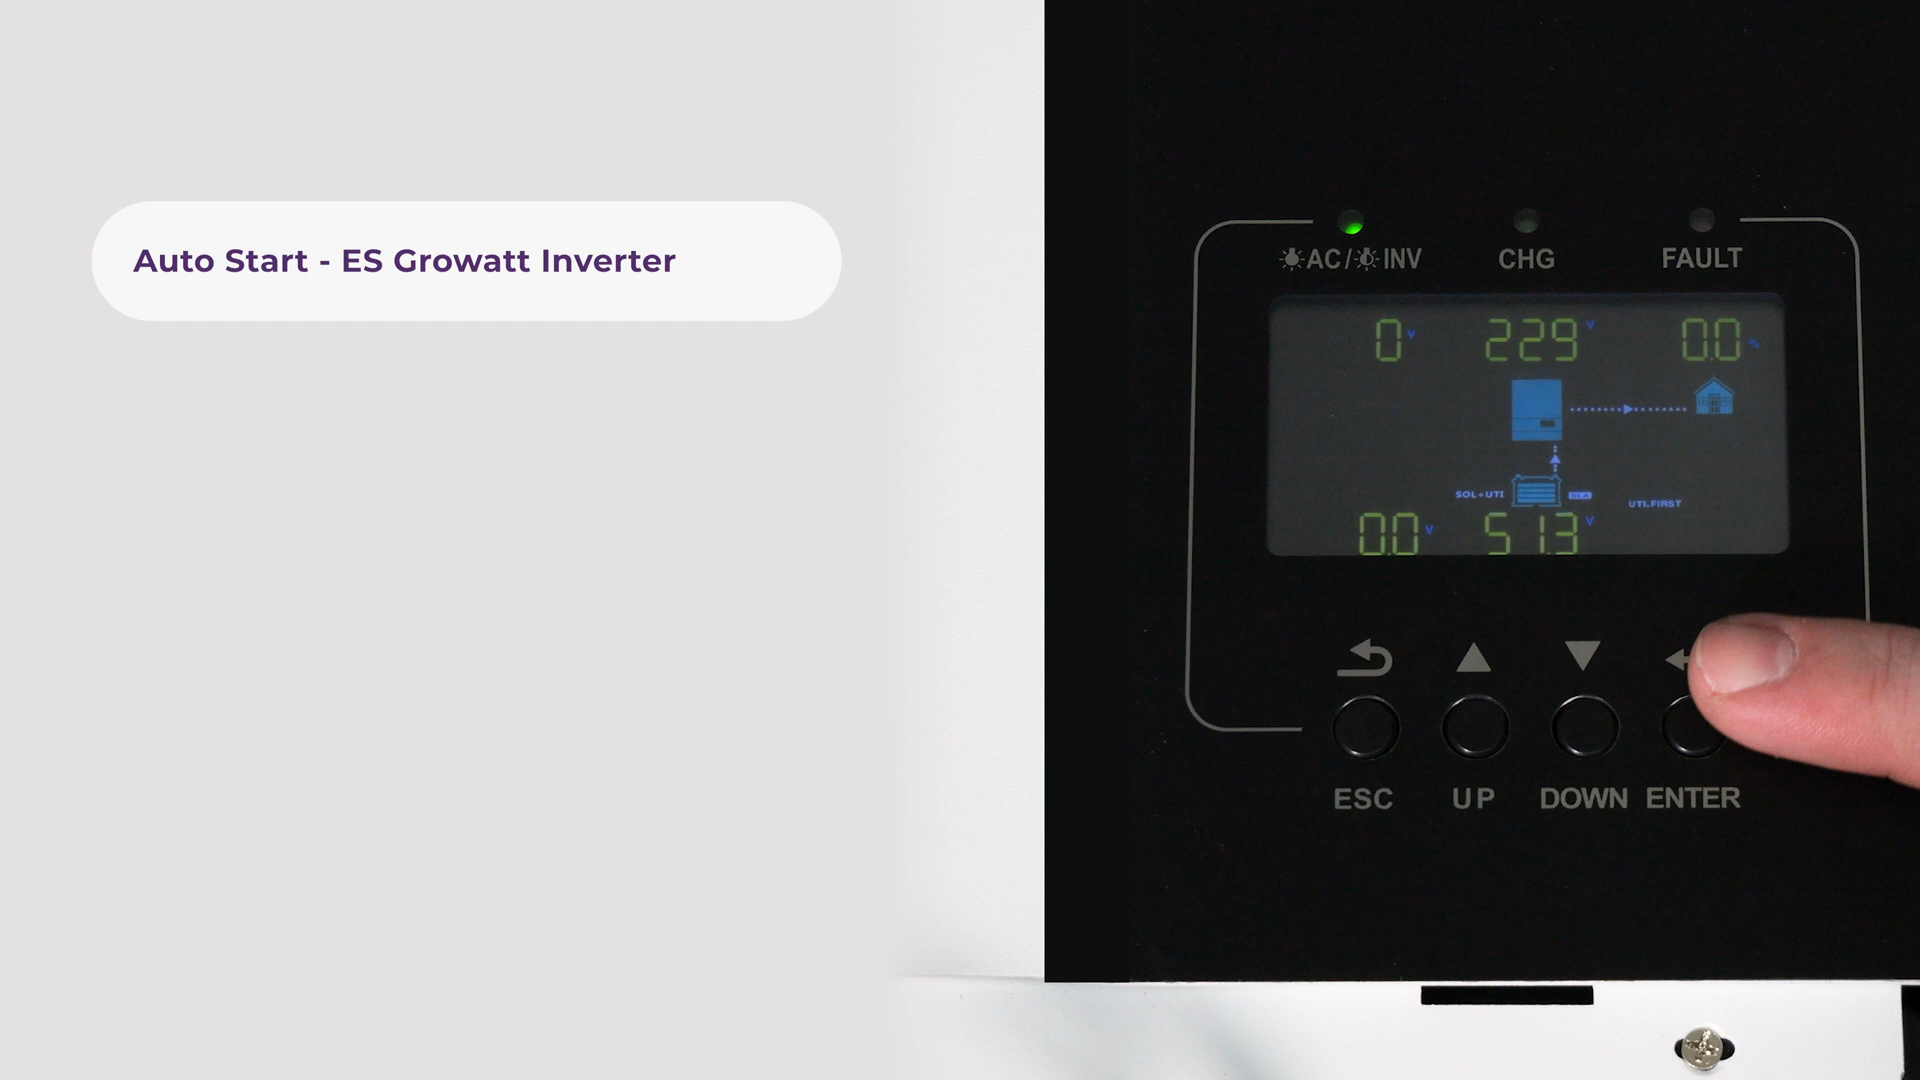 Auto Start - ES Growatt Inverter
AC/ INV
CHG
FAULT
0 V
229 V
0.0 %
SOL+UTI
SLA
UTI.FIRST
0.0 V
51.3 V
ESC
UP
DOWN
ENTER